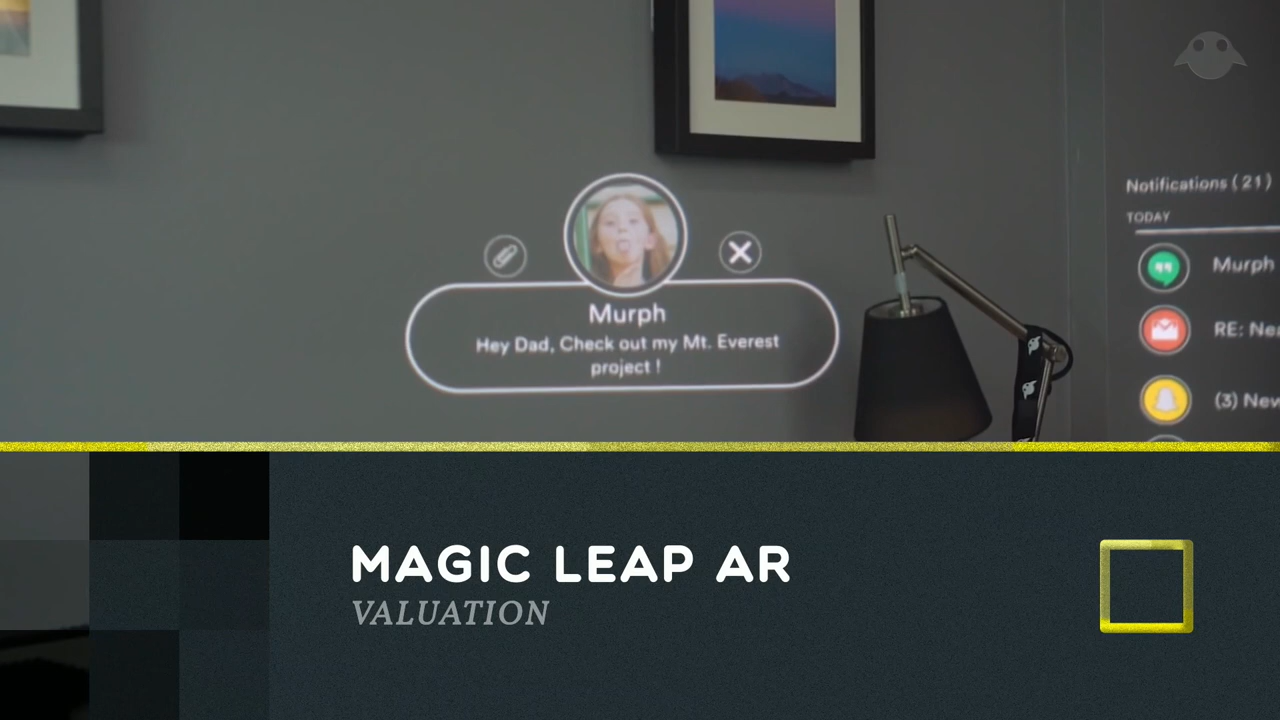 Notifications (21)
TODAY
Murph
RE:
(3) New
Murph
Hey Dad, Check out my Mt. Everest
project !
MAGIC LEAP AR
VALUATION